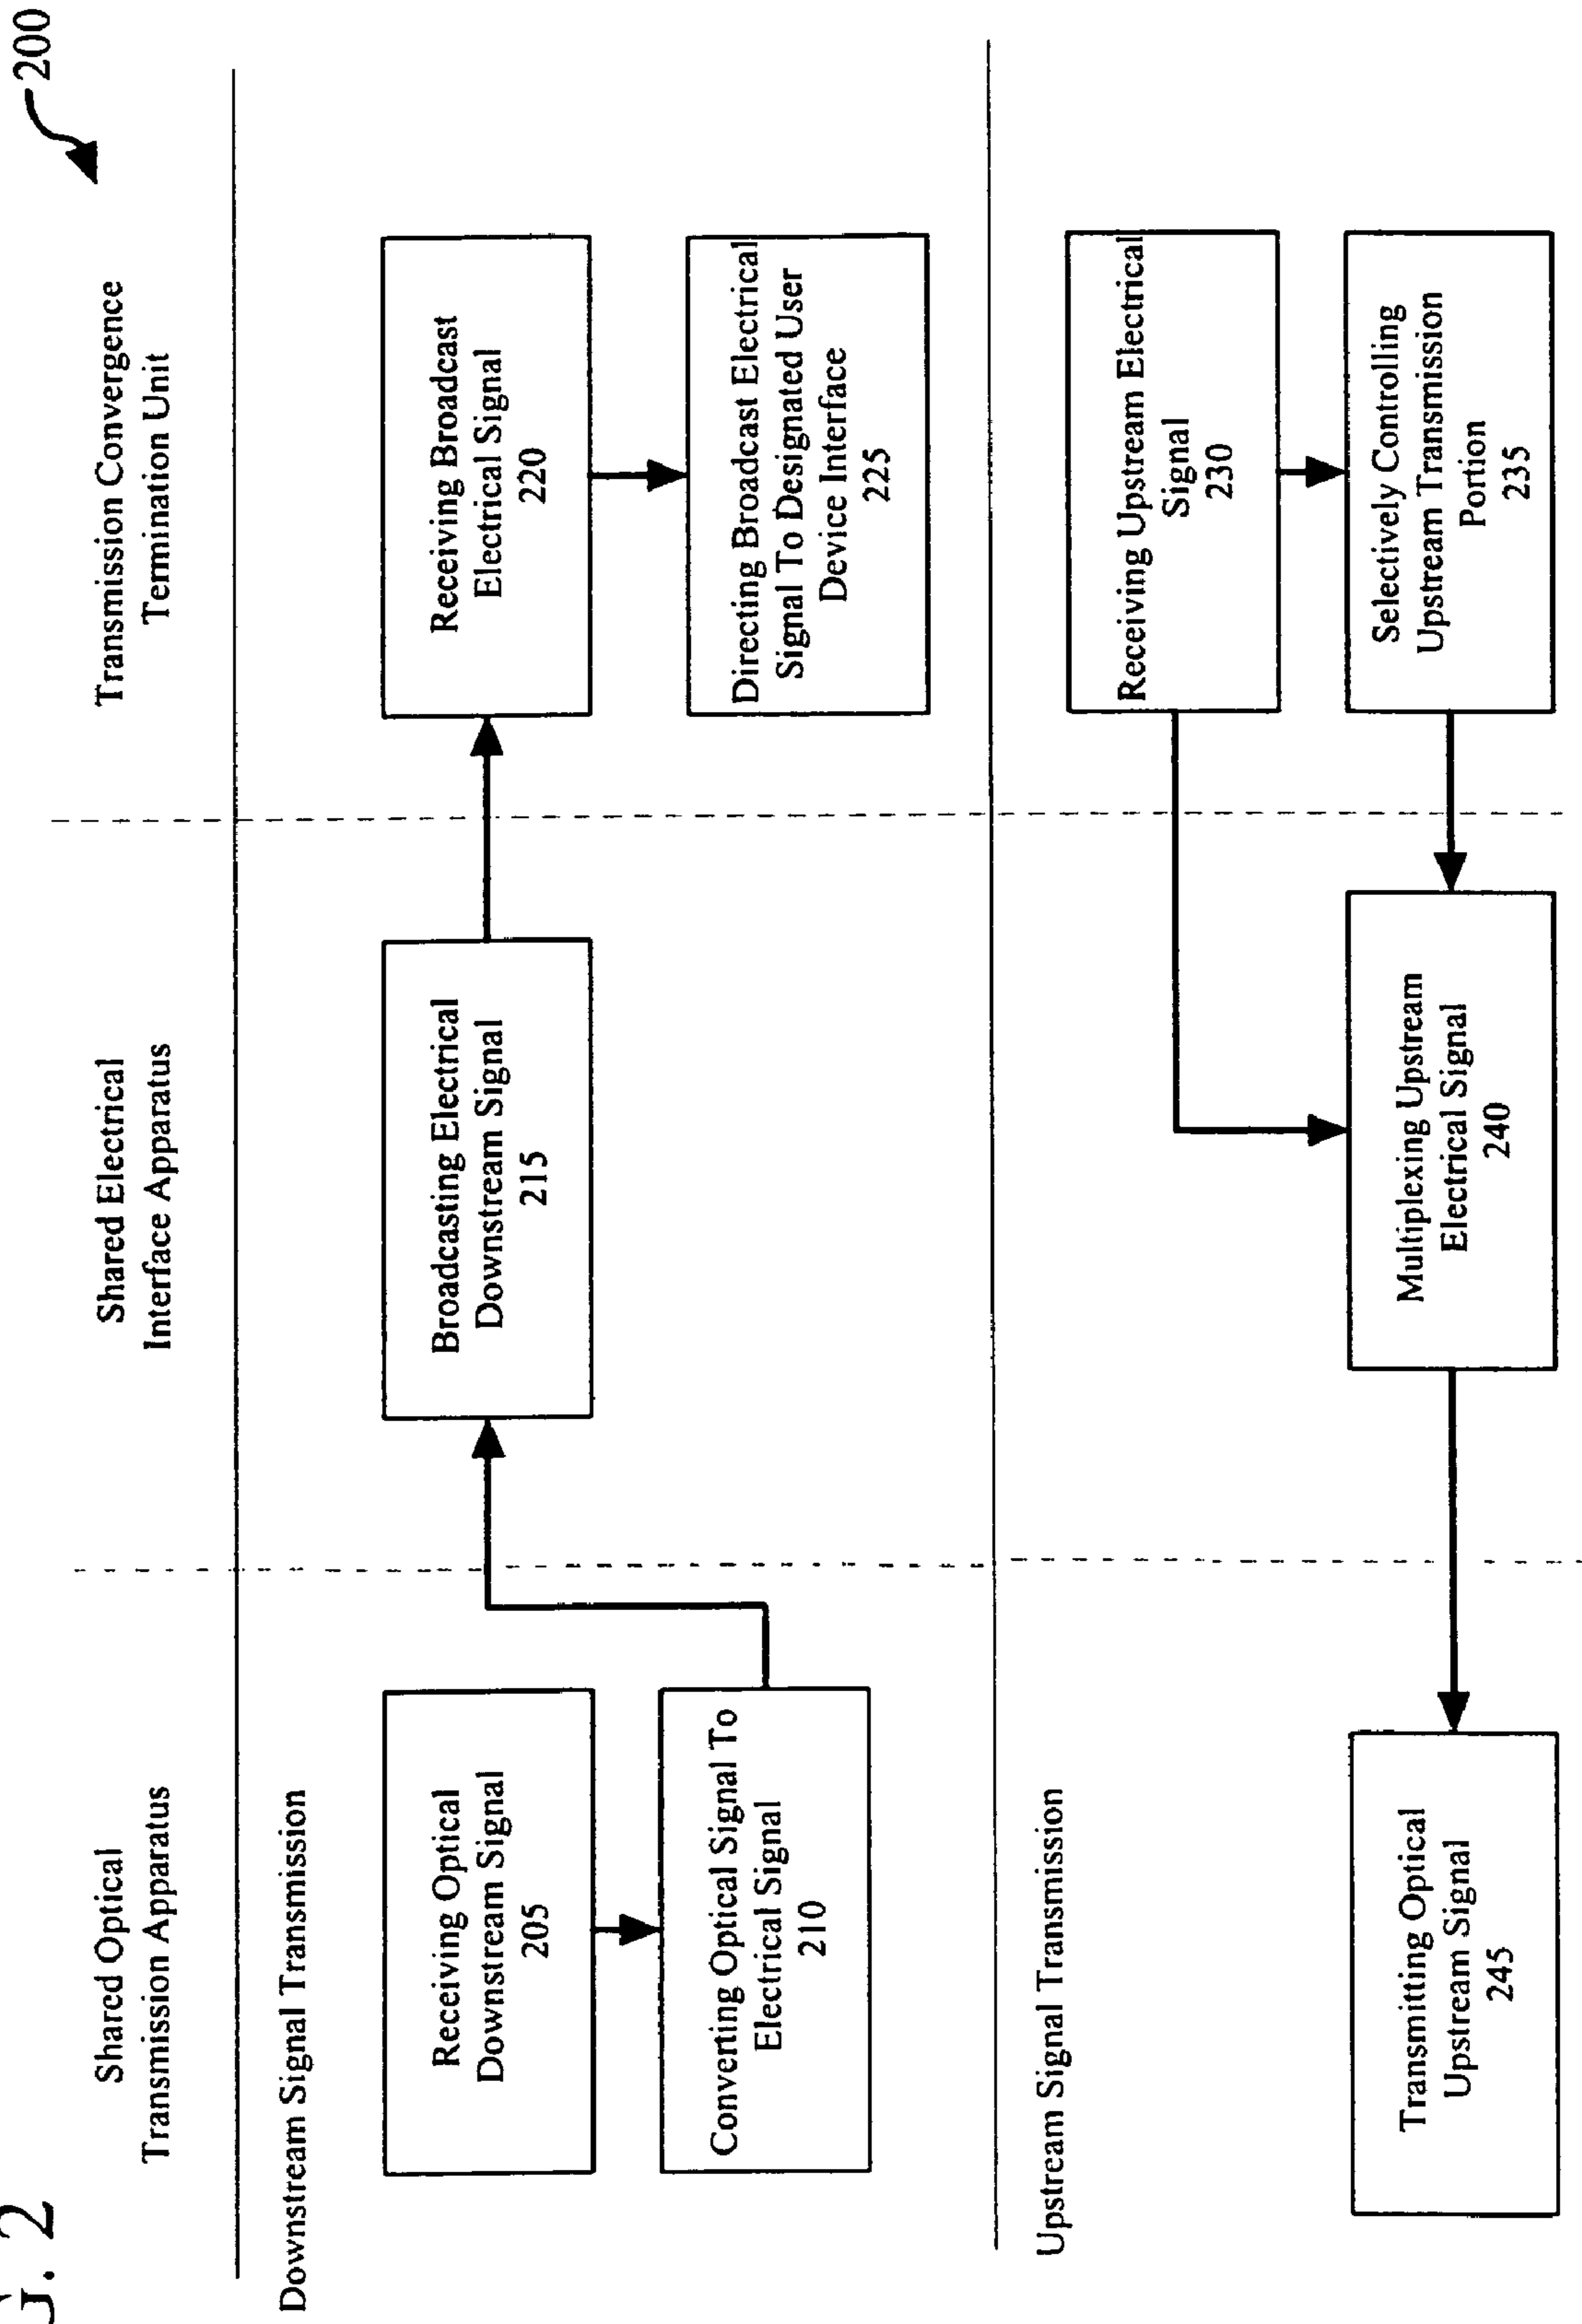 G. 2
200
Shared Optical
Transmission Apparatus
Shared Electrical
Interface Apparatus
Transmission Convergence
Termination Unit
Downstream Signal Transmission
Receiving Optical
Downstream Signal
205
Converting Optical Signal To
Electrical Signal
210
Broadcasting Electrical
Downstream Signal
215
Receiving Broadcast
Electrical Signal
220
Directing Broadcast Electrical
Signal To Designated User
Device Interface
225
Upstream Signal Transmission
Receiving Upstream Electrical
Signal
230
Selectively Controlling
Upstream Transmission
Portion
235
Multiplexing Upstream
Electrical Signal
240
Transmitting Optical
Upstream Signal
245